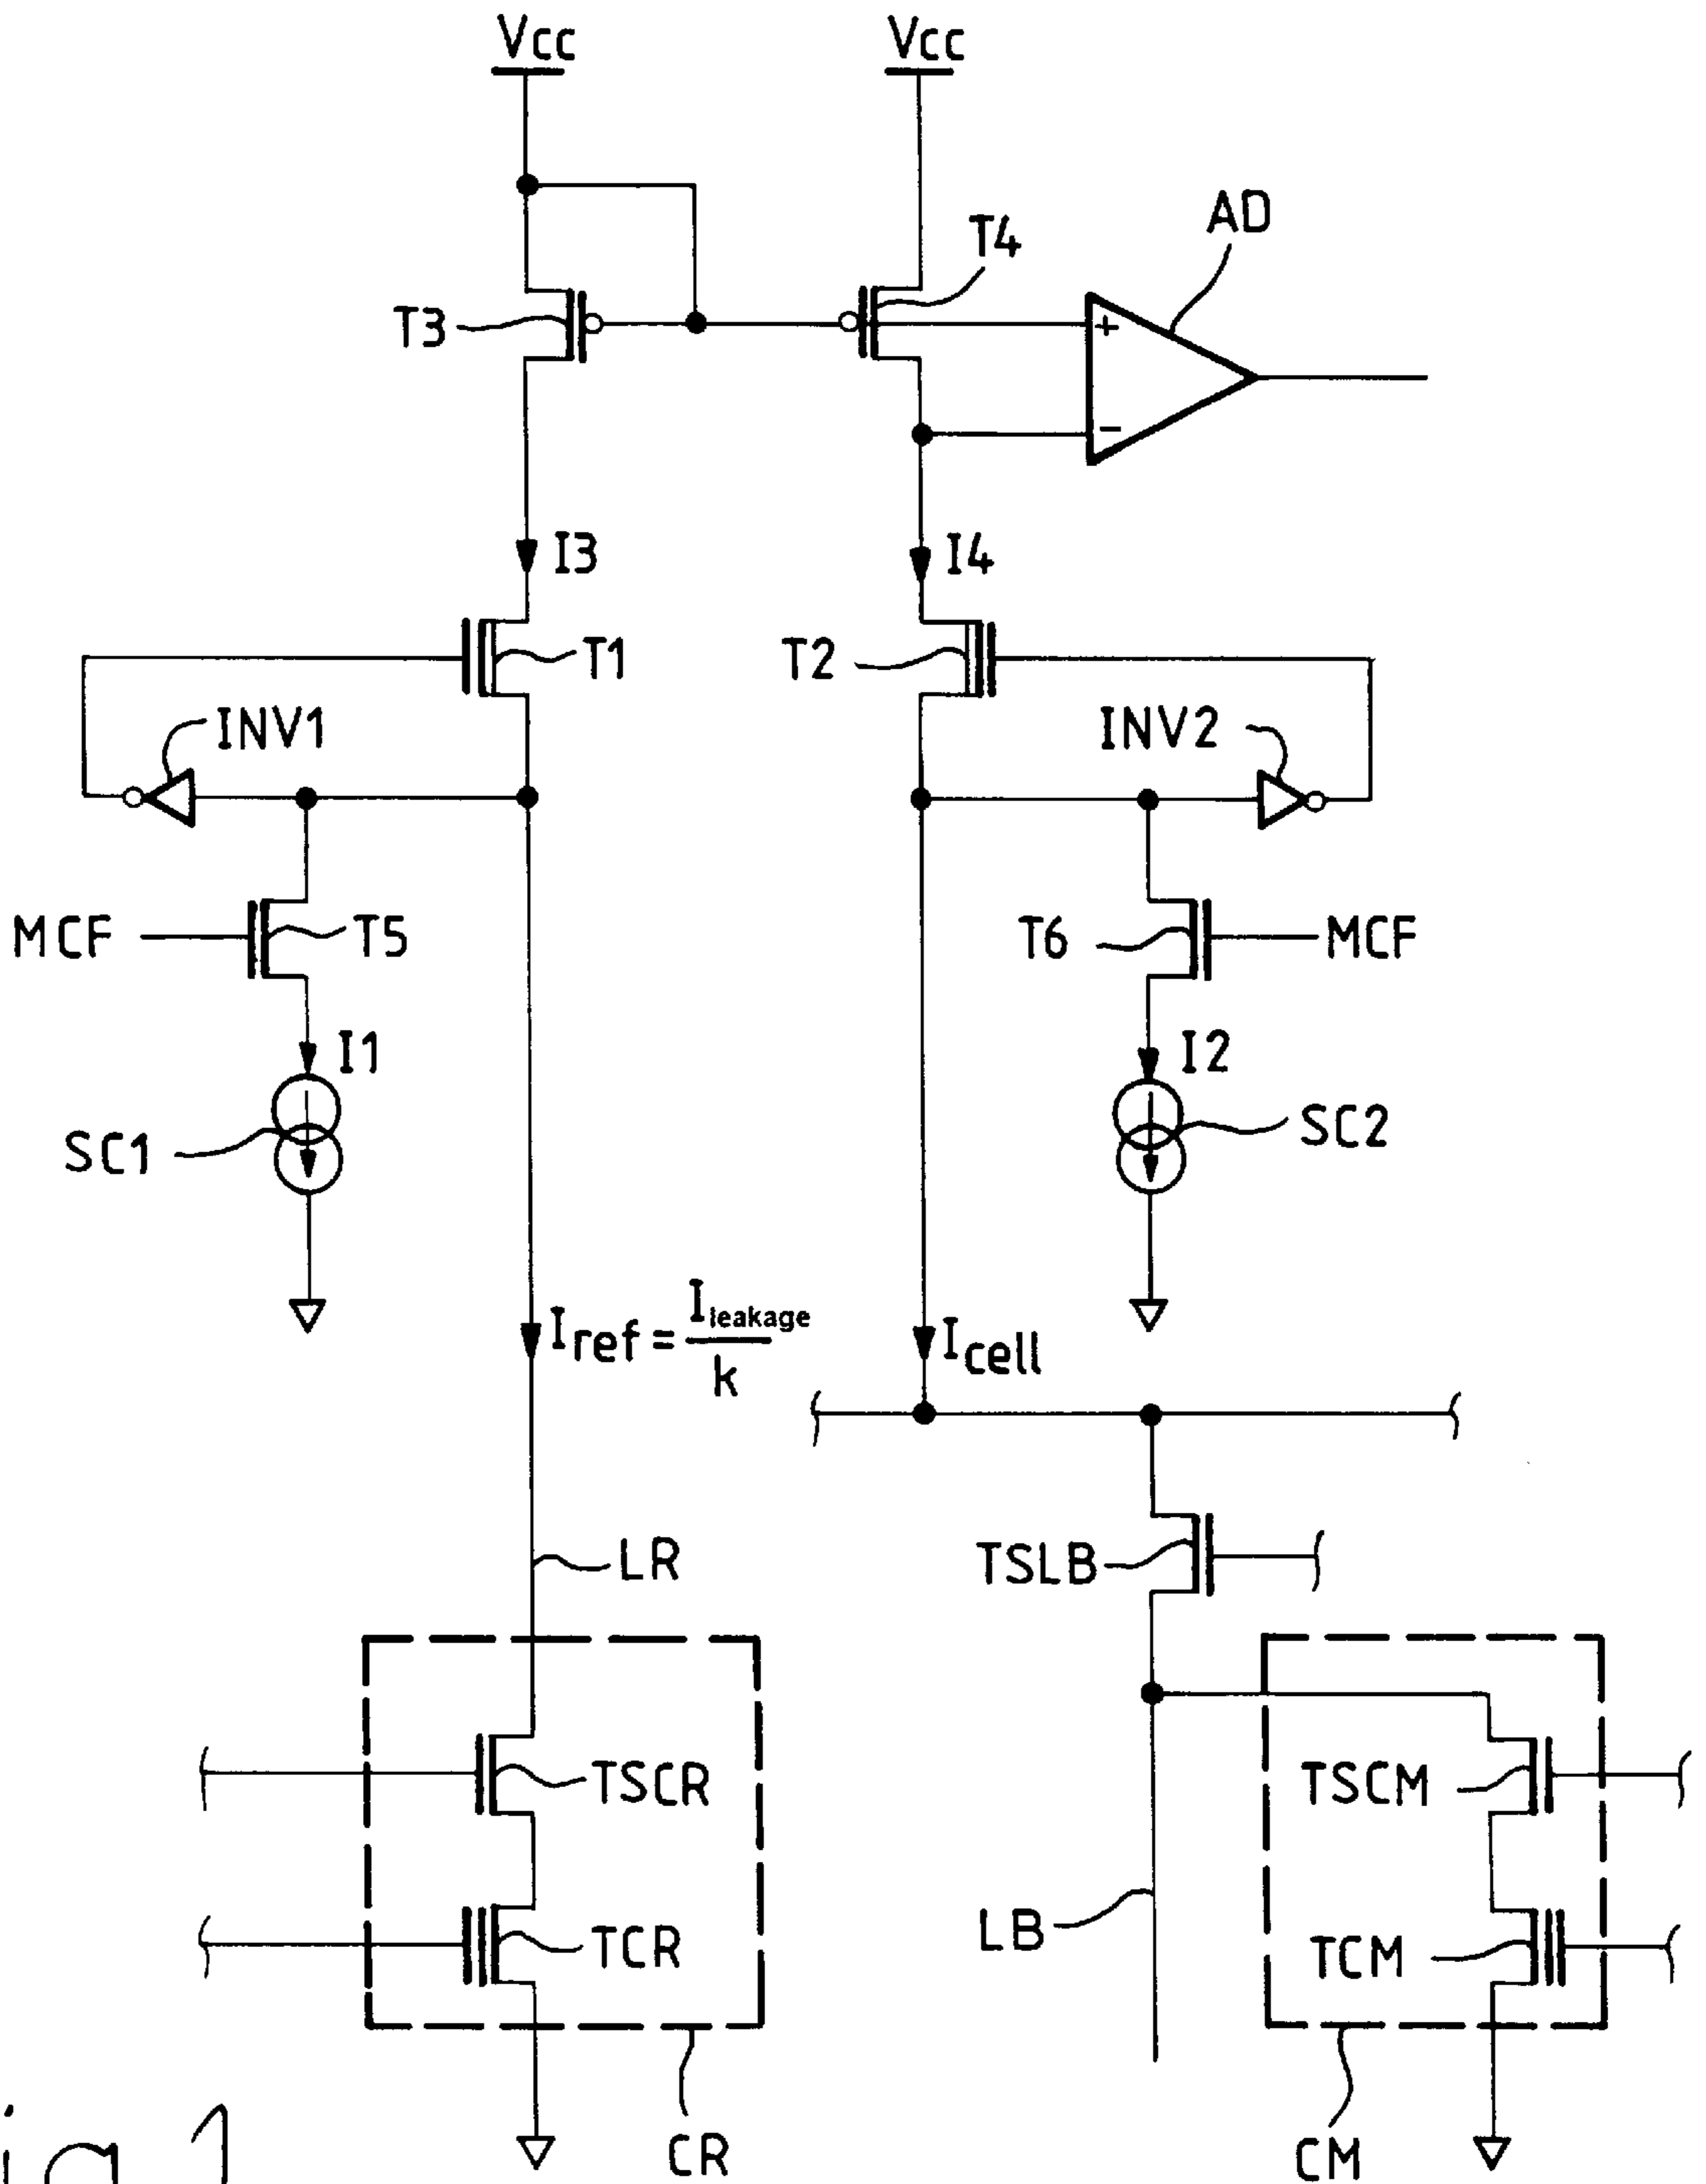 Vcc Vcc
AD
T4
T3
+
−
I3 I4
T1 T2
INV1 INV2
MCF T5 T6 MCF
I1 I2
SC1 SC2
Iref = Ileakage / k
Icell
LR
TSLB
TSCR TSCM
TCR LB TCM
CR CM